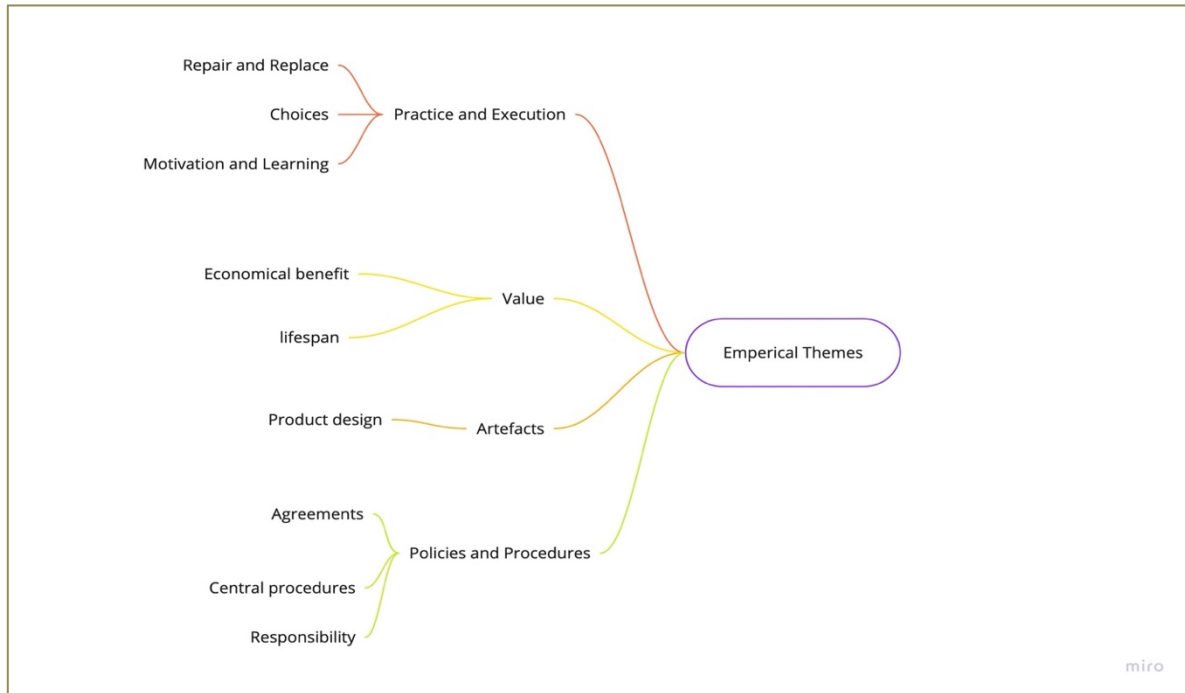 Repair and Replace
Choices
Motivation and Learning
Practice and Execution
Economical benefit
lifespan
Value
Product design
Artefacts
Agreements
Central procedures
Responsibility
Policies and Procedures
Emperical Themes
miro